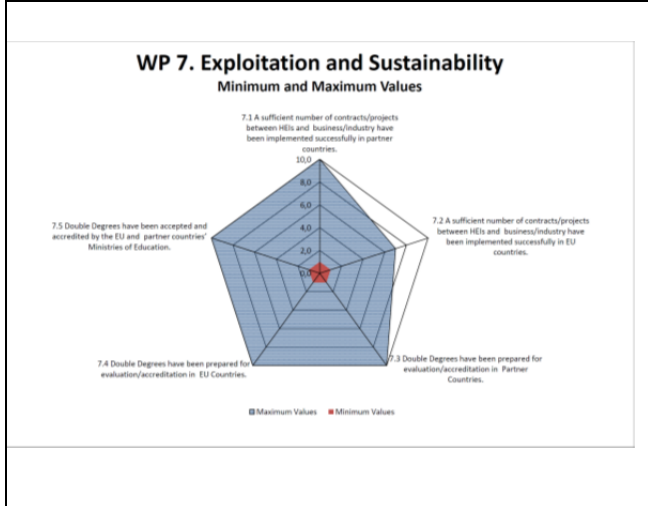 WP 7. Exploitation and Sustainability
Minimum and Maximum Values
7.1 A sufficient number of contracts/projects
between HEIs and business/industry have
been implemented successfully in partner
countries.
10,0
8,0
6,0
4,0
2,0
0,0
7.2 A sufficient number of contracts/projects
between HEIs and business/industry have
been implemented successfully in EU
countries.
7.5 Double Degrees have been accepted and
accredited by the EU and partner countries'
Ministries of Education.
7.4 Double Degrees have been prepared for
evaluation/accreditation in EU Countries.
7.3 Double Degrees have been prepared for
evaluation/accreditation in Partner
Countries.
Maximum Values
Minimum Values